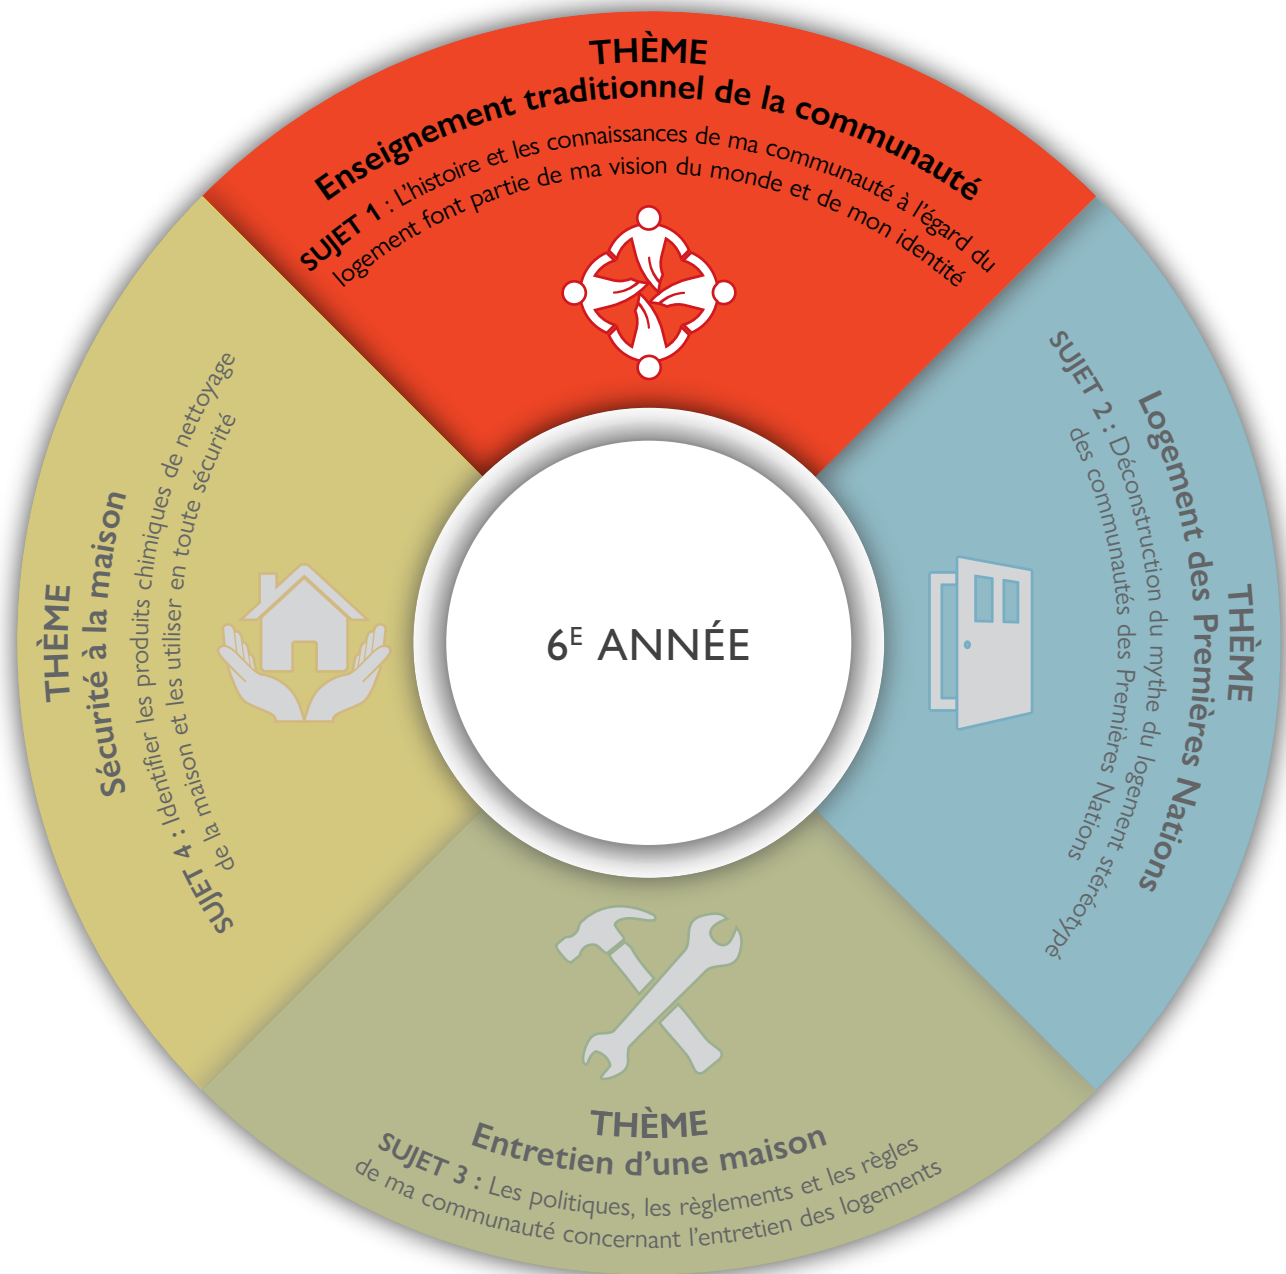 THÈME
Enseignement traditionnel de la communauté
SUJET 1 : L'histoire et les connaissances de ma communauté à l'égard du
logement font partie de ma vision du monde et de mon identité
THÈME
Logement des Premières Nations
SUJET 2 : Déconstruction du mythe du logement stéréotypé
des communautés des Premières Nations
THÈME
Entretien d'une maison
SUJET 3 : Les politiques, les règlements et les règles
de ma communauté concernant l'entretien des logements
THÈME
Sécurité à la maison
SUJET 4 : Identifier les produits chimiques de nettoyage
de la maison et les utiliser en toute sécurité
6E ANNÉE